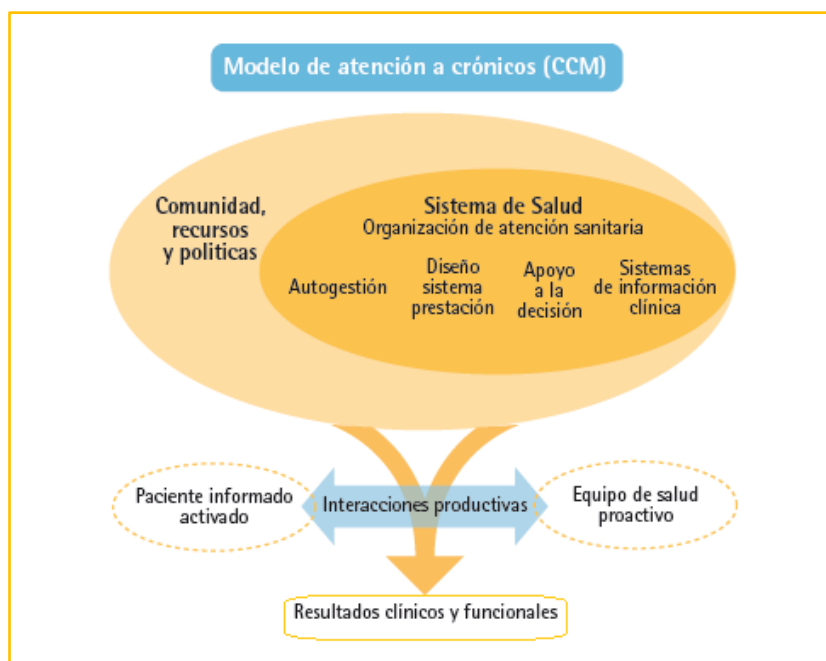 Modelo de atención a crónicos (CCM)
Comunidad,
recursos
y politicas
Sistema de Salud
Organización de atención sanitaria
Autogestión
Diseño
sistema
prestación
Apoyo
a la
decisión
Sistemas
de información
clínica
Paciente informado
activado
Interacciones productivas
Equipo de salud
proactivo
Resultados clínicos y funcionales